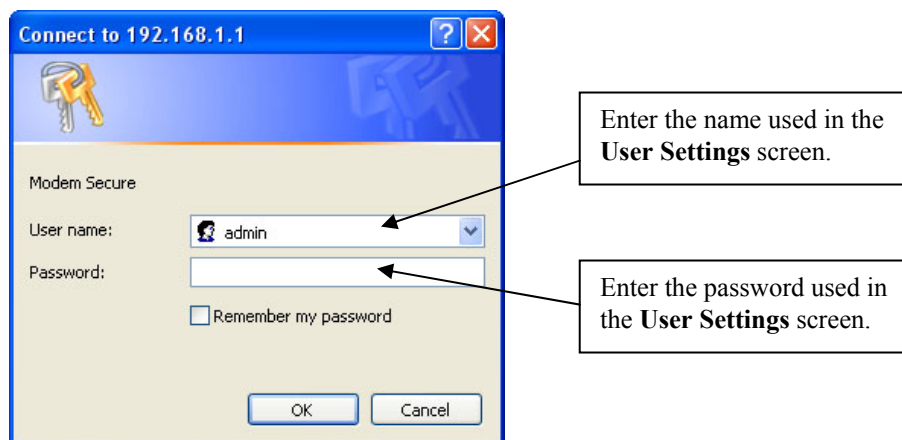 Connect to 192.168.1.1
Modem Secure
User name:
admin
Password:
Remember my password
OK
Cancel
Enter the name used in the
User Settings screen.
Enter the password used in
the User Settings screen.